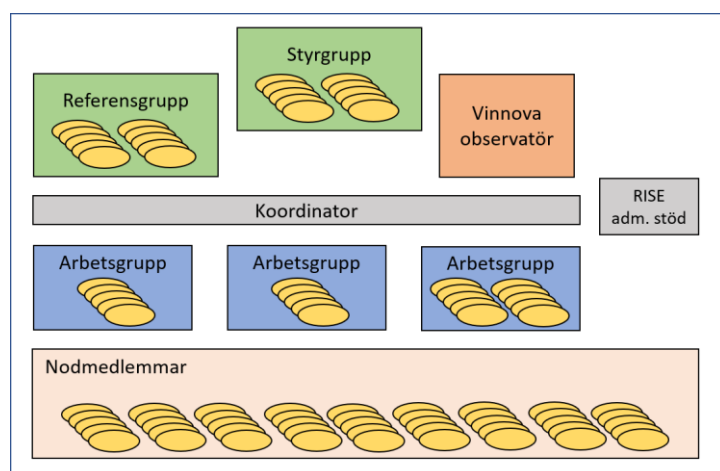 Styrgrupp
Referensgrupp
Vinnova
observatör
Koordinator
RISE
adm. stöd
Arbetsgrupp
Arbetsgrupp
Arbetsgrupp
Nodmedlemmar